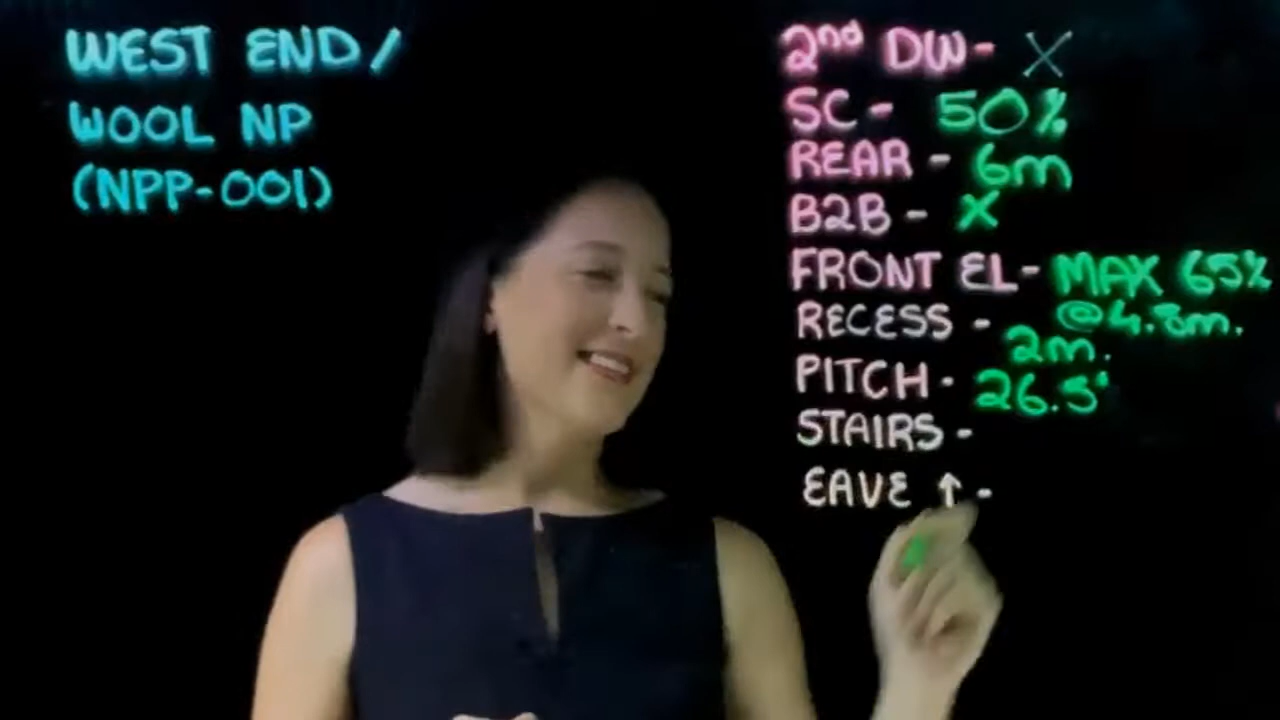 WEST END/
WOOL NP
(NPP-001)
2nd DW- X
SC - 50%
REAR - 6m
B2B - X
FRONT EL- MAX 65%
@4.8m.
RECESS - 2m.
PITCH - 26.5°
STAIRS -
EAVE ↑ -